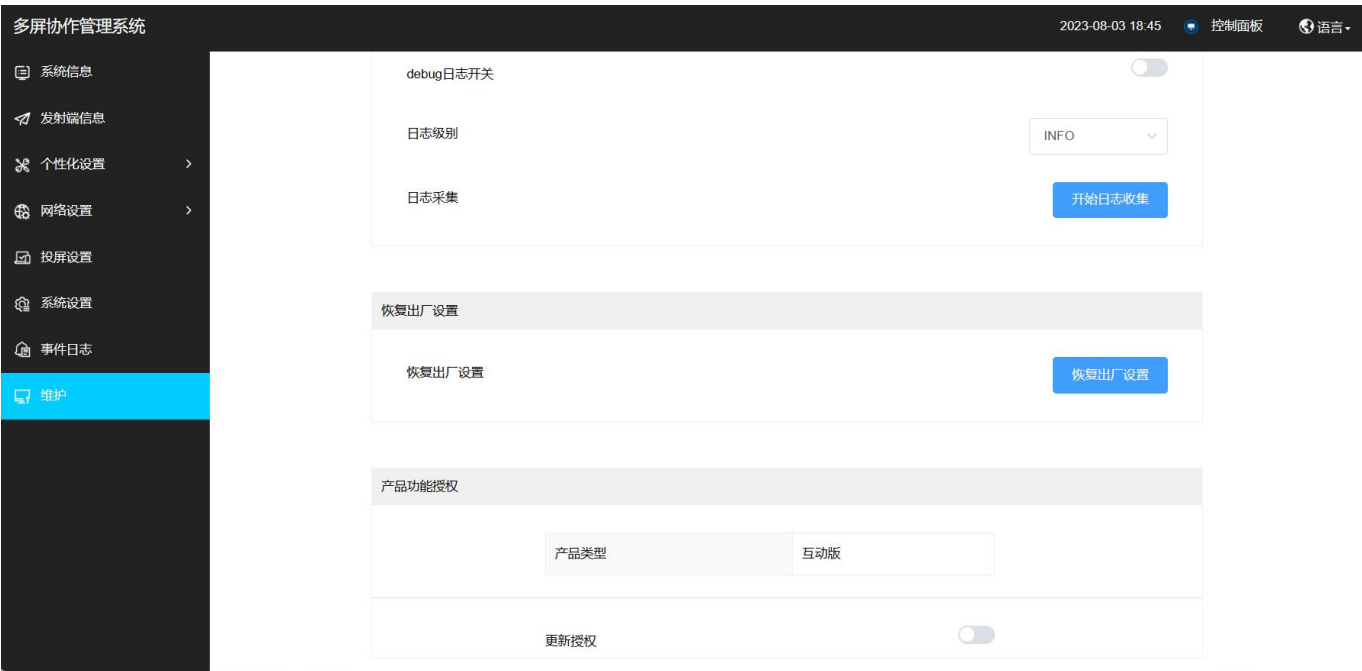 多屏协作管理系统
2023-08-03 18:45 控制面板 语言
系统信息
发射端信息
个性化设置
网络设置
投屏设置
系统设置
事件日志
维护
debug日志开关
日志级别 INFO
日志采集 开始日志收集
恢复出厂设置
恢复出厂设置 恢复出厂设置
产品功能授权
产品类型 互动版
更新授权